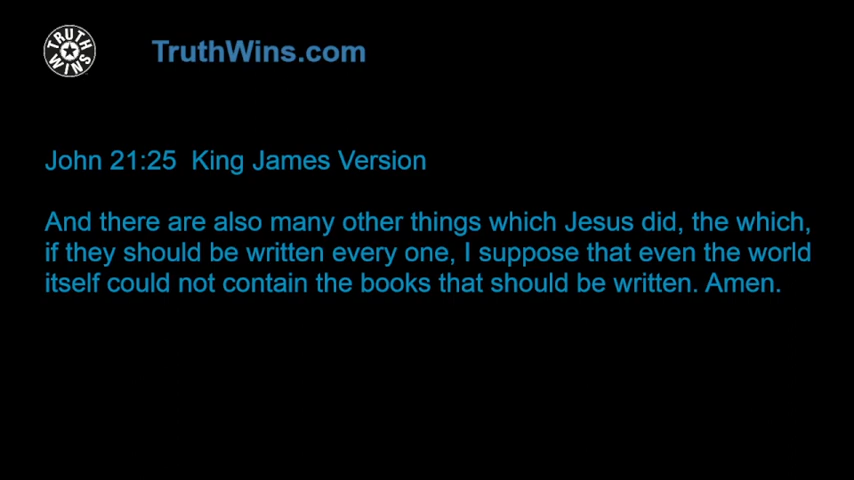 TRUTH
WINS
TruthWins.com
John 21:25 King James Version
And there are also many other things which Jesus did, the which,
if they should be written every one, I suppose that even the world
itself could not contain the books that should be written. Amen.